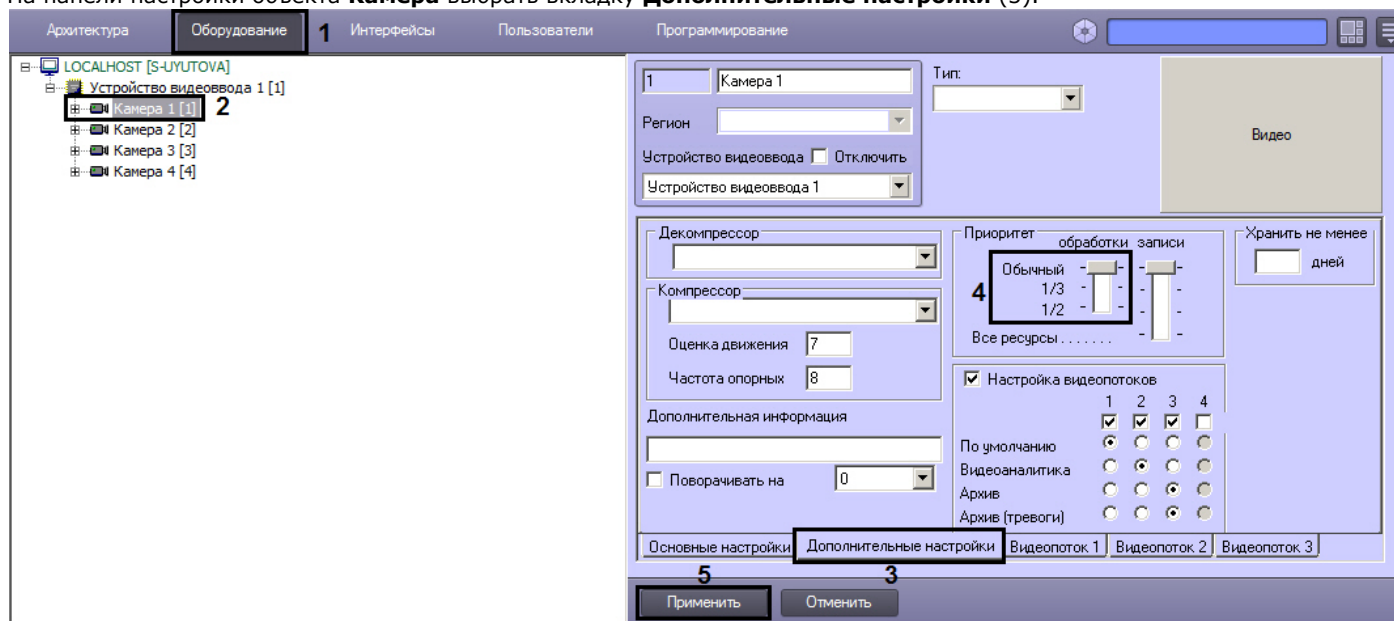 На панели настройки объекта Камера выбрать вкладку Дополнительные настройки (3).
Архитектура Оборудование 1 Интерфейсы Пользователи Программирование
LOCALHOST [S-UYUTOVA]
Устройство видеоввода 1 [1]
Камера 1 [1] 2
Камера 2 [2]
Камера 3 [3]
Камера 4 [4]
1 Камера 1
Тип:
Регион
Устройство видеоввода Отключить
Устройство видеоввода 1
Видео
Декомпрессор
Компрессор
Оценка движения 7
Частота опорных 8
Дополнительная информация
Поворачивать на 0
Приоритет
обработки записи
Обычный
4 1/3
1/2
Все ресурсы . . . . . . .
Хранить не менее
дней
Настройка видеопотоков
1 2 3 4
По умолчанию
Видеоаналитика
Архив
Архив (тревоги)
Основные настройки Дополнительные настройки Видеопоток 1 Видеопоток 2 Видеопоток 3
5 3
Применить Отменить